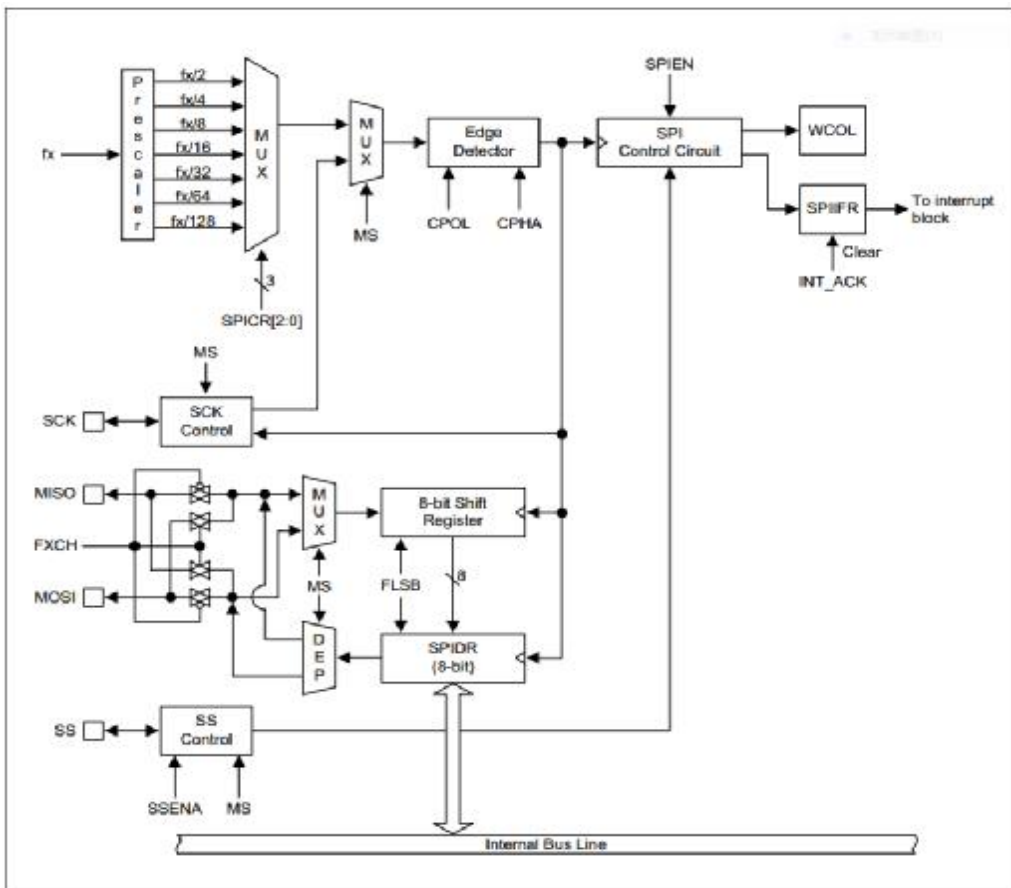 SPIEN
fx/2
fx/4
fx/8
fx/16
fx/32
fx/64
fx/128
fx
Prescaler
MUX
MUX
Edge
Detector
SPI
Control Circuit
WCOL
SPIIFR
To interrupt
block
Clear
INT_ACK
MS
CPOL
CPHA
3
SPICR[2:0]
MS
SCK
SCK
Control
MISO
FXCH
MOSI
MUX
8-bit Shift
Register
MS
FLSB
8
DEP
SPIDR
(8-bit)
SS
SS
Control
SSENA
MS
Internal Bus Line